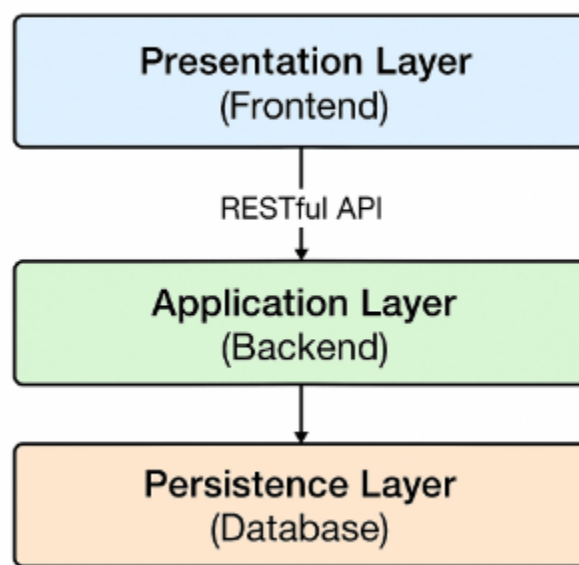 Presentation Layer
(Frontend)
RESTful API
Application Layer
(Backend)
Persistence Layer
(Database)